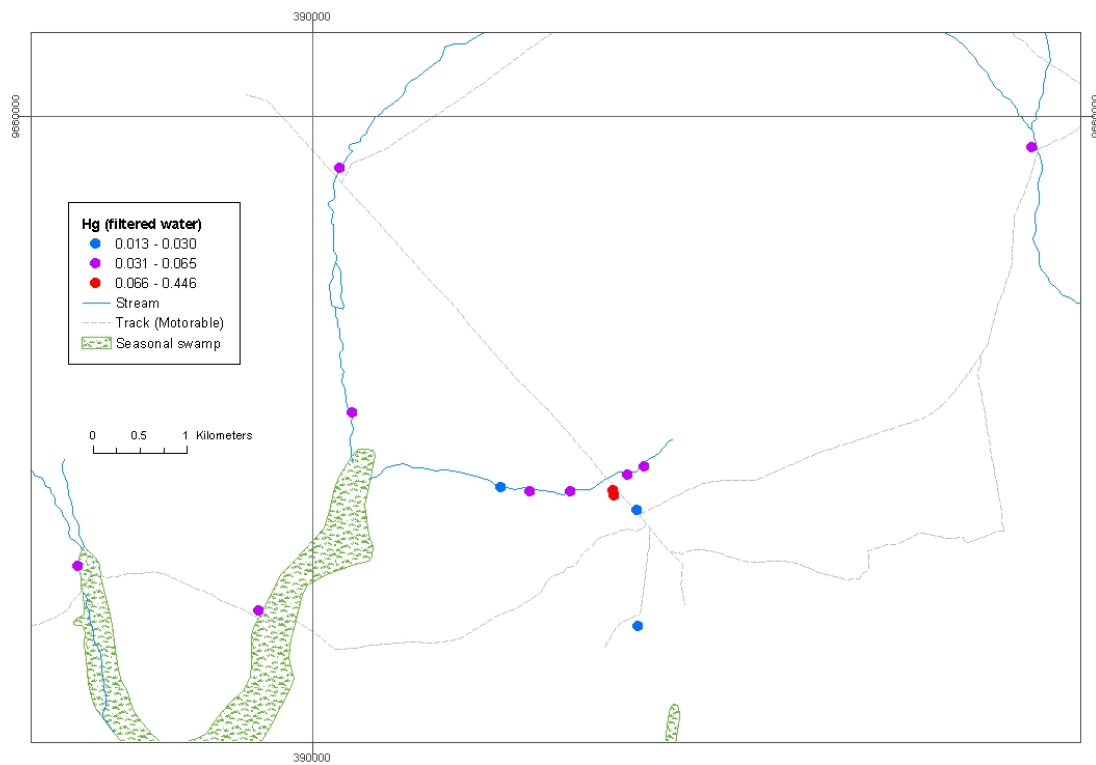 390000
9660000
9660000
Hg (filtered water)
0.013 - 0.030
0.031 - 0.065
0.066 - 0.446
Stream
Track (Motorable)
Seasonal swamp
0 0.5 1 Kilometers
390000